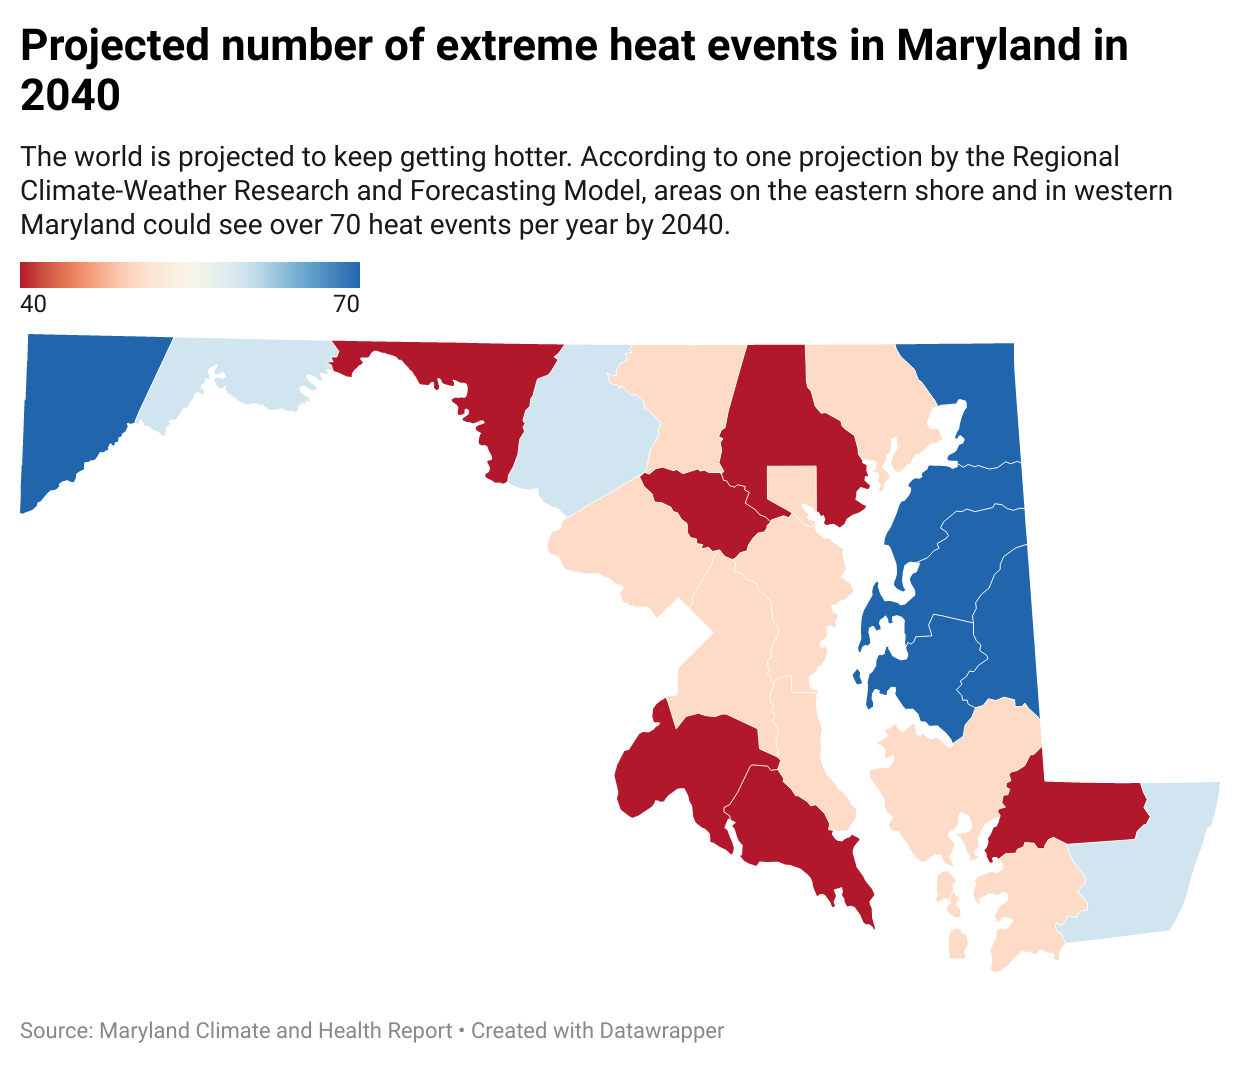 Projected number of extreme heat events in Maryland in
2040
The world is projected to keep getting hotter. According to one projection by the Regional
Climate-Weather Research and Forecasting Model, areas on the eastern shore and in western
Maryland could see over 70 heat events per year by 2040.
40 70
Source: Maryland Climate and Health Report • Created with Datawrapper